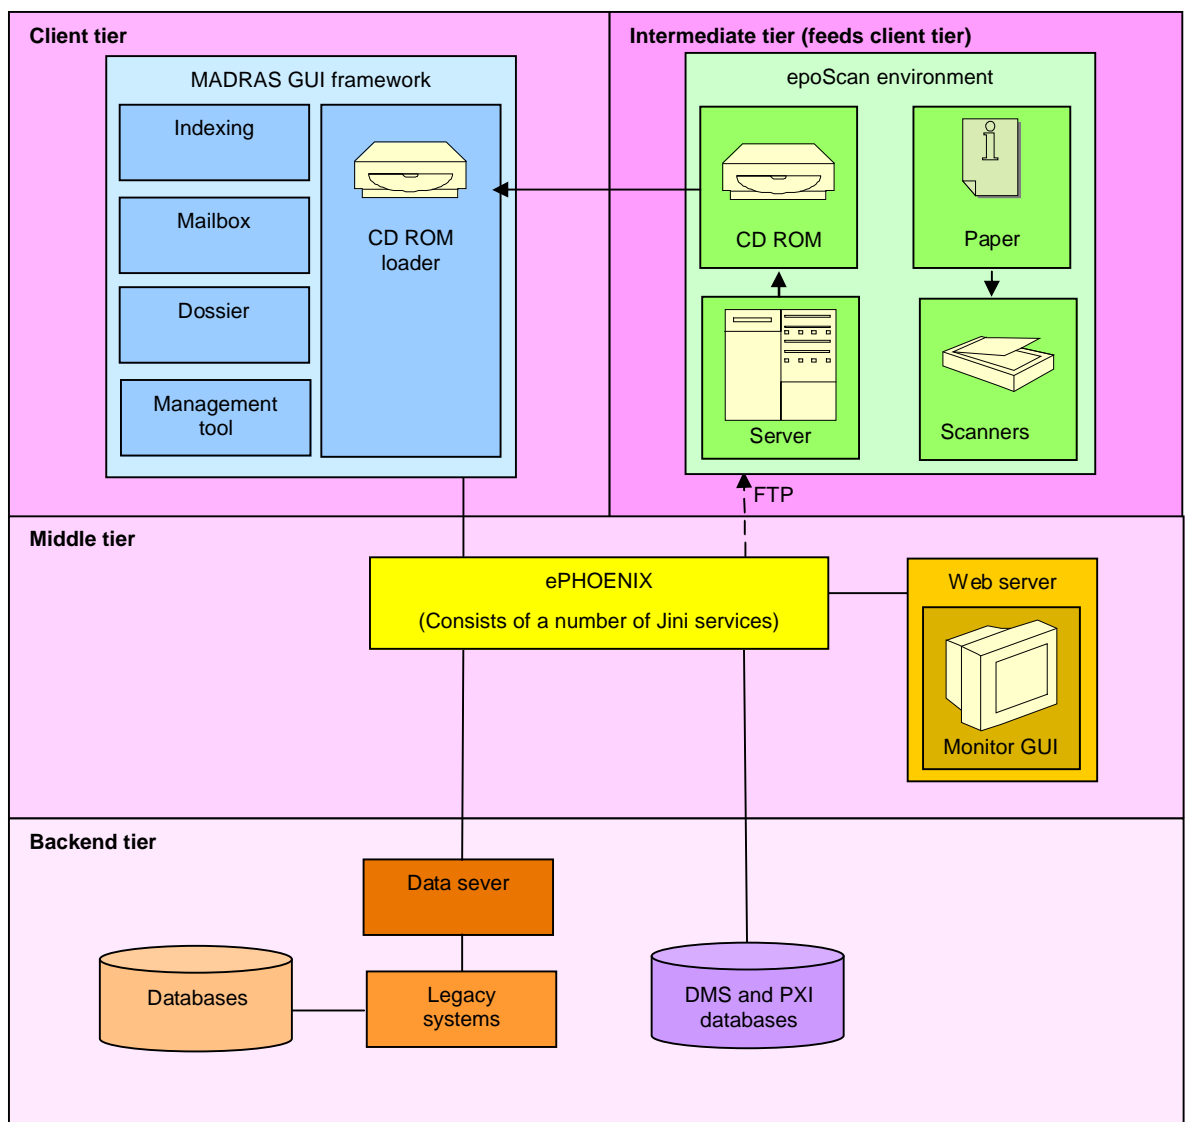 Client tier
MADRAS GUI framework
Indexing
Mailbox
Dossier
Management
tool
CD ROM
loader
Intermediate tier (feeds client tier)
epoScan environment
CD ROM
Paper
Server
Scanners
FTP
Middle tier
ePHOENIX
(Consists of a number of Jini services)
Web server
Monitor GUI
Backend tier
Data sever
Databases
Legacy
systems
DMS and PXI
databases